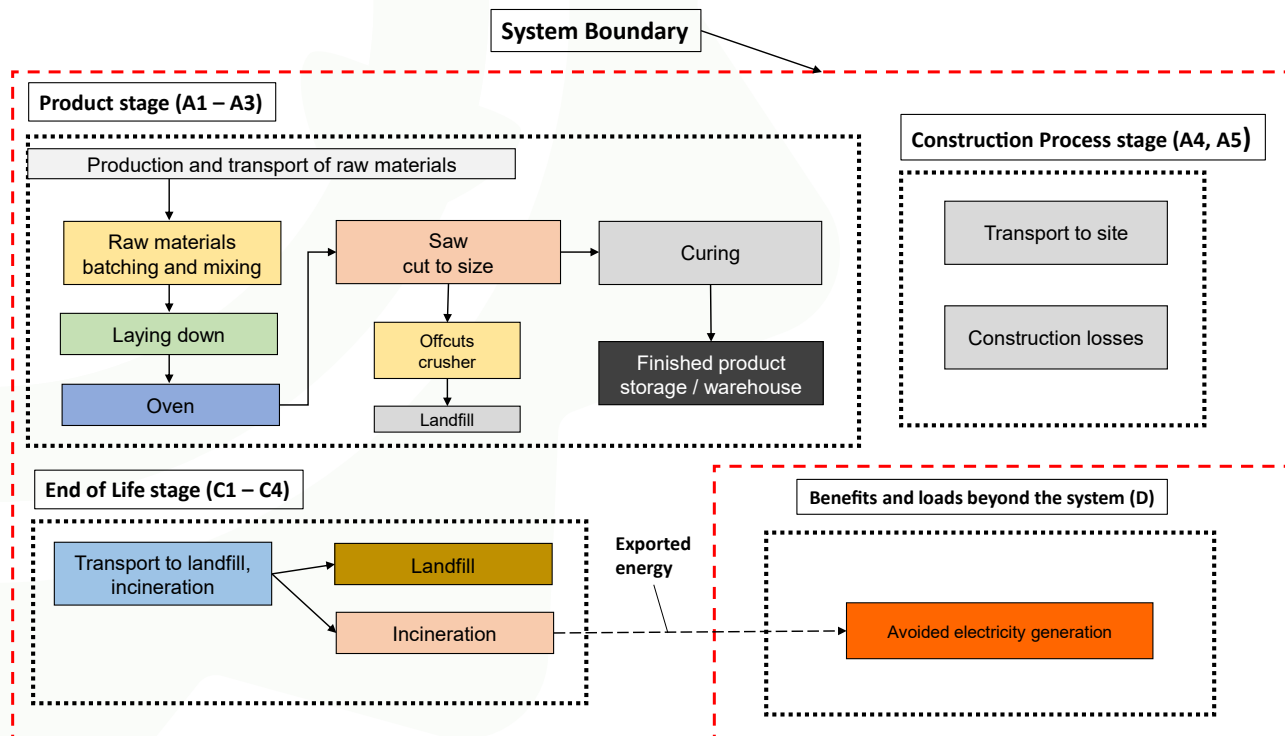 System Boundary
Product stage (A1 – A3)
Production and transport of raw materials
Raw materials
batching and mixing
Laying down
Oven
Saw
cut to size
Offcuts
crusher
Landfill
Curing
Finished product
storage / warehouse
Construction Process stage (A4, A5)
Transport to site
Construction losses
End of Life stage (C1 – C4)
Transport to landfill,
incineration
Landfill
Incineration
Exported
energy
Benefits and loads beyond the system (D)
Avoided electricity generation